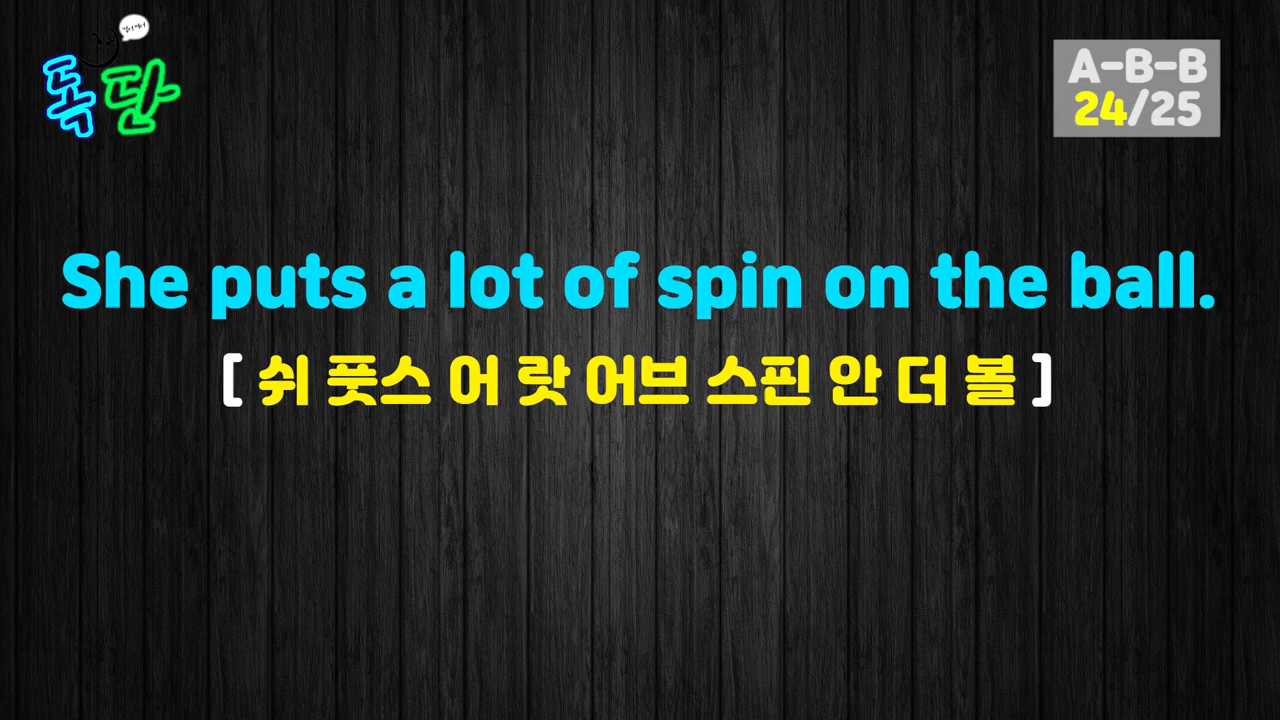 독단
A-B-B
24/25
She puts a lot of spin on the ball.
[ 쉬 풋스 어 랏 어브 스핀 안 더 볼 ]